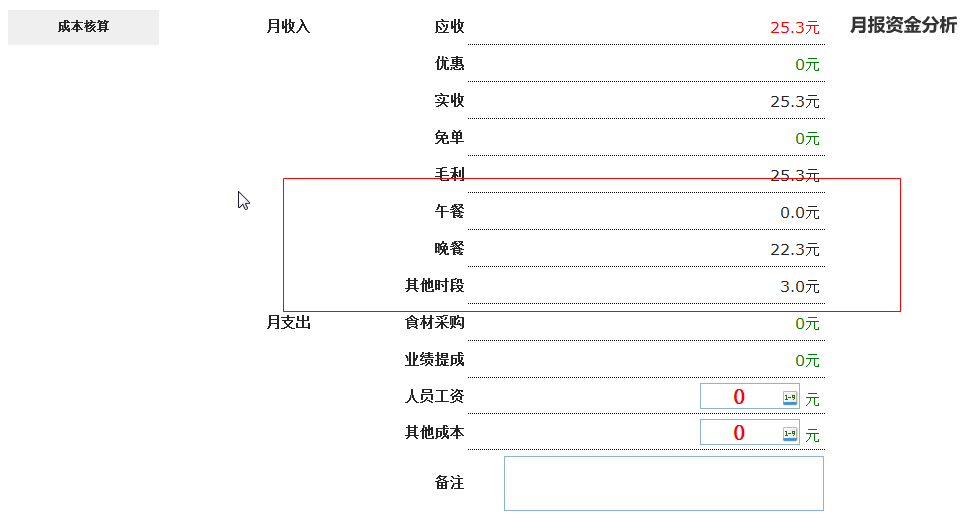 成本核算
月收入 应收 25.3元 月报资金分析
优惠 0元
实收 25.3元
免单 0元
毛利 25.3元
午餐 0.0元
晚餐 22.3元
其他时段 3.0元
月支出 食材采购 0元
业绩提成 0元
人员工资 0 1-9 元
其他成本 0 1-9 元
备注